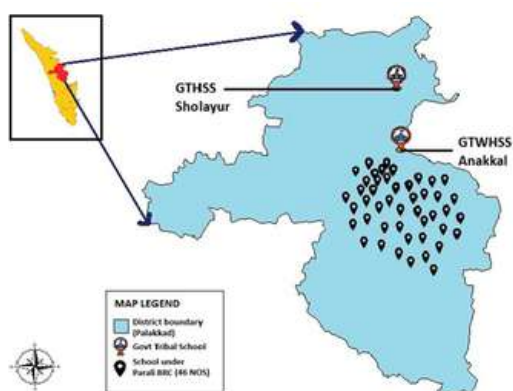 GTHSS
Sholayur
GTWHSS
Anakkal
MAP LEGEND
District boundary
(Palakkad)
Govt Tribal School
School under
Parali BRC (46 NOS)